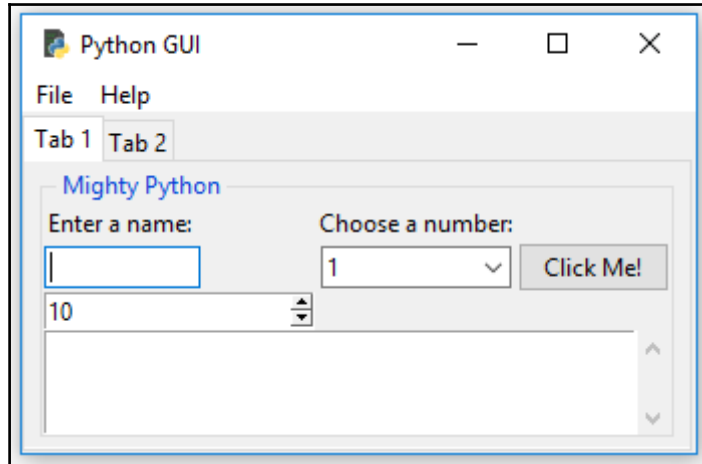 Python GUI
File Help
Tab 1 Tab 2
Mighty Python
Enter a name: Choose a number:
1 Click Me!
10